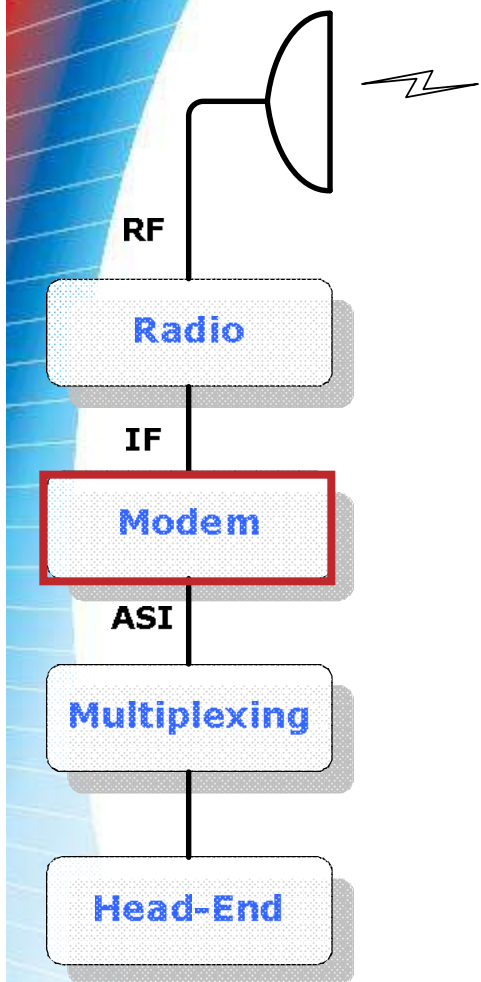 RF
Radio
IF
Modem
ASI
Multiplexing
Head-End